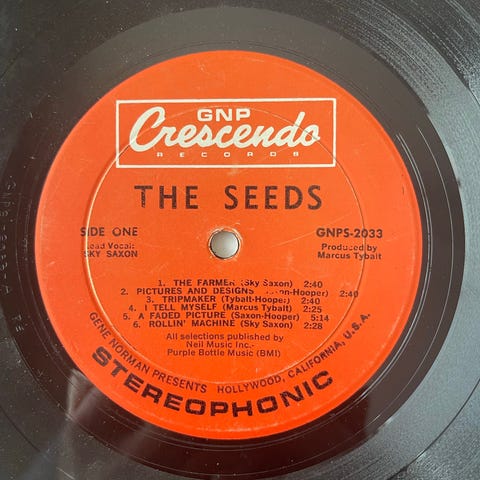 GNP
Crescendo
RECORDS
THE SEEDS
SIDE ONE
GNPS-2033
Lead Vocal:
SKY SAXON
Produced by
Marcus Tybalt
1. THE FARMER (Sky Saxon) 2:40
2. PICTURES AND DESIGNS -Hooper) 2:40
3. TRIPMAKER (Tybalt-Hooper) 2:40
4. I TELL MYSELF (Marcus Tybalt) 2:25
5. A FADED PICTURE (Saxon-Hooper) 5:14
6. ROLLIN' MACHINE (Sky Saxon) 2:28
All selections published by
Neil Music Inc.-
Purple Bottle Music (BMI)
GENE NORMAN PRESENTS HOLLYWOOD, CALIFORNIA, U.S.A.
STEREOPHONIC